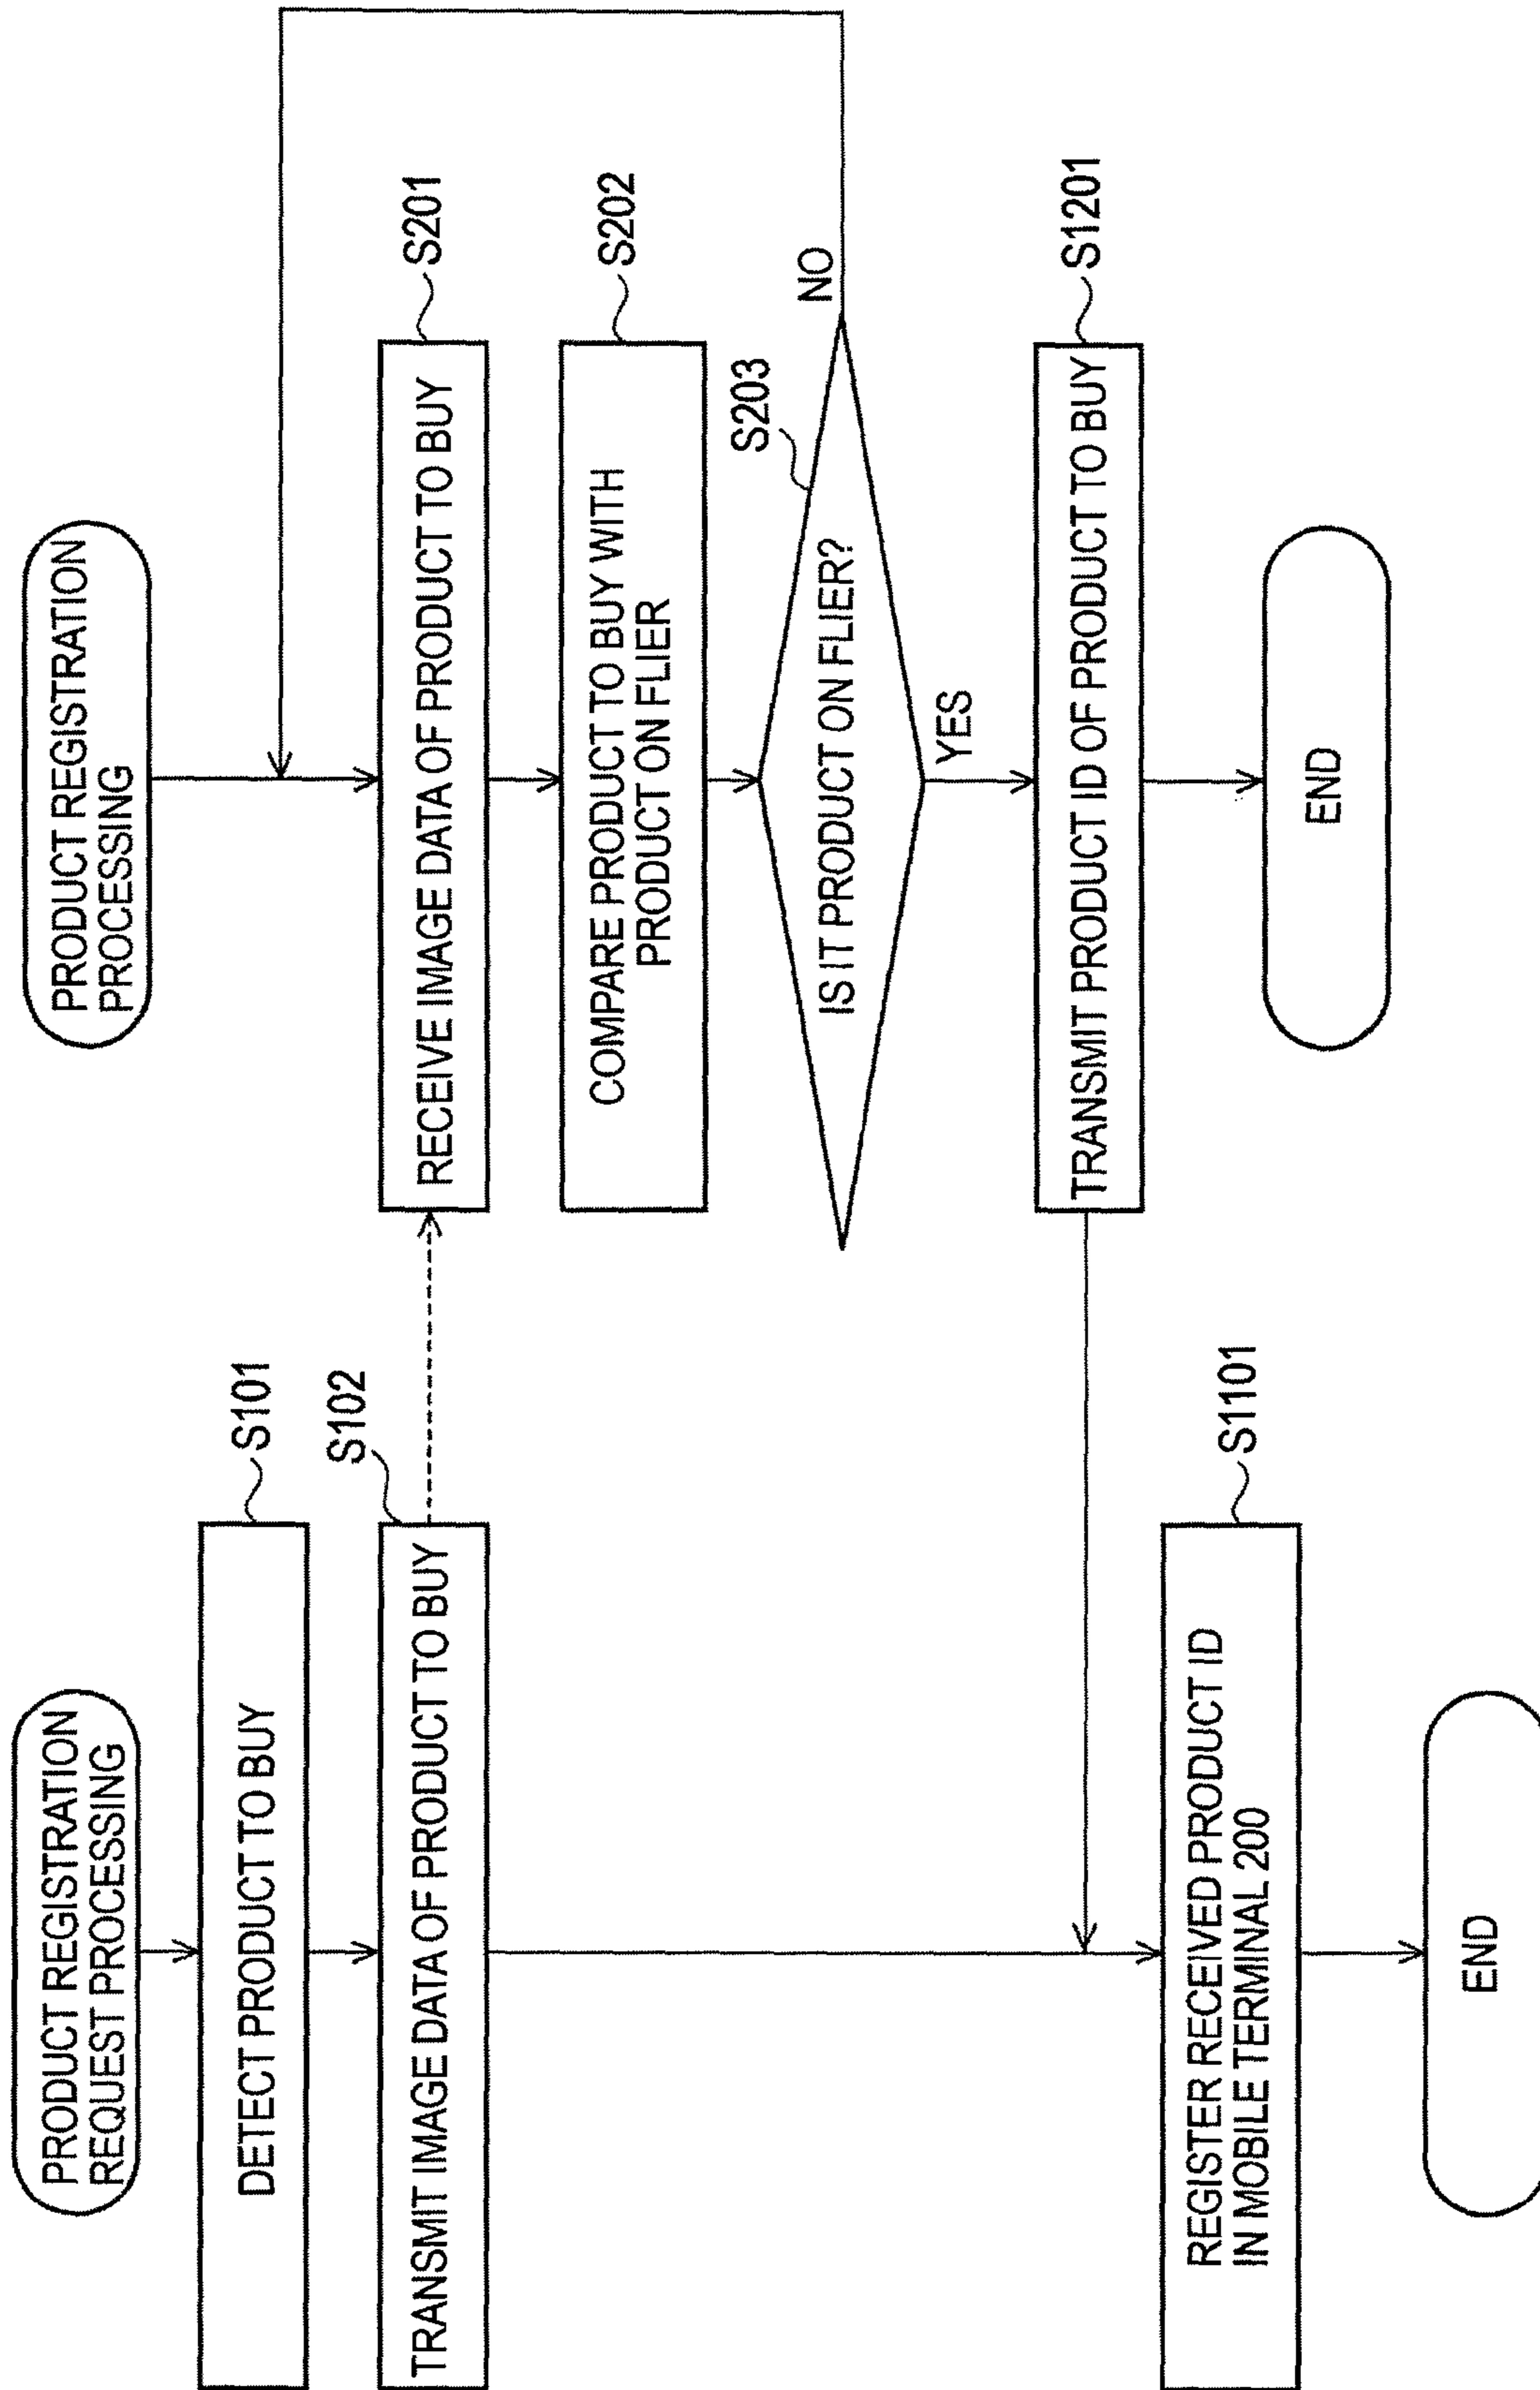 PRODUCT REGISTRATION
REQUEST PROCESSING
DETECT PRODUCT TO BUY
S101
TRANSMIT IMAGE DATA OF PRODUCT TO BUY
S102
REGISTER RECEIVED PRODUCT ID
IN MOBILE TERMINAL 200
S1101
END
PRODUCT REGISTRATION
PROCESSING
RECEIVE IMAGE DATA OF PRODUCT TO BUY
S201
COMPARE PRODUCT TO BUY WITH
PRODUCT ON FLIER
S202
IS IT PRODUCT ON FLIER?
S203
NO
YES
TRANSMIT PRODUCT ID OF PRODUCT TO BUY
S1201
END